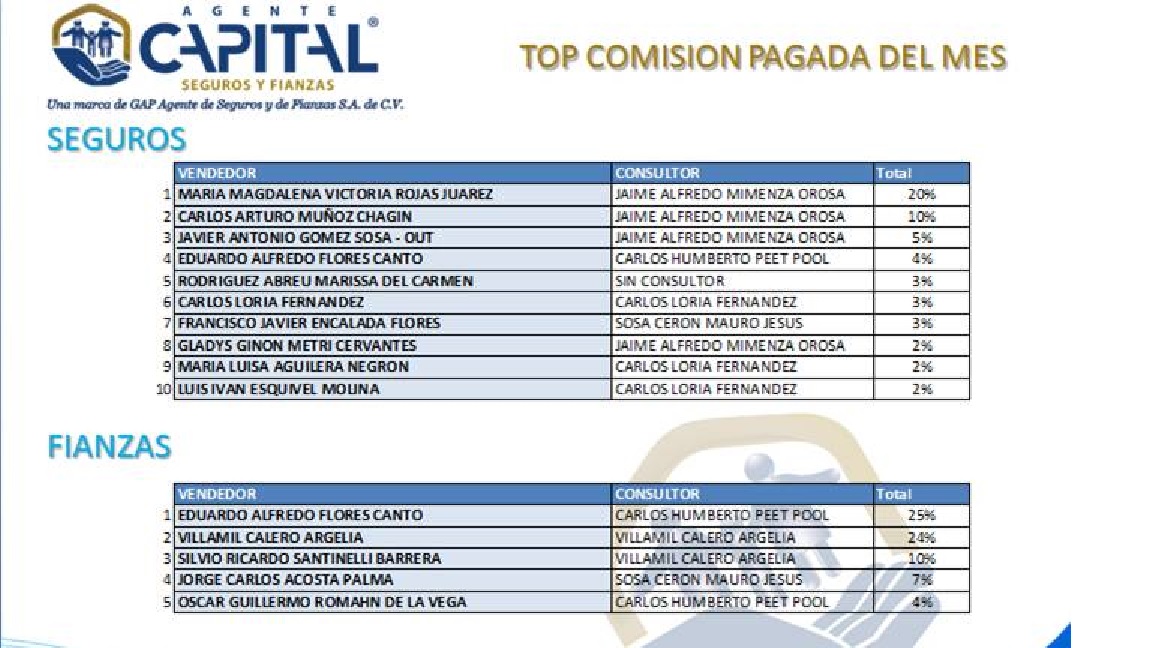 AGENTE
CAPITAL®
SEGUROS Y FIANZAS
Una marca de GAP Agente de Seguros y de Fianzas S.A. de C.V.
TOP COMISION PAGADA DEL MES
SEGUROS
VENDEDOR CONSULTOR Total
1 MARIA MAGDALENA VICTORIA ROJAS JUAREZ JAIME ALFREDO MIMENZA OROSA 20%
2 CARLOS ARTURO MUÑOZ CHAGIN JAIME ALFREDO MIMENZA OROSA 10%
3 JAVIER ANTONIO GOMEZ SOSA - OUT JAIME ALFREDO MIMENZA OROSA 5%
4 EDUARDO ALFREDO FLORES CANTO CARLOS HUMBERTO PEET POOL 4%
5 RODRIGUEZ ABREU MARISSA DEL CARMEN SIN CONSULTOR 3%
6 CARLOS LORIA FERNANDEZ CARLOS LORIA FERNANDEZ 3%
7 FRANCISCO JAVIER ENCALADA FLORES SOSA CERON MAURO JESUS 3%
8 GLADYS GINON METRI CERVANTES JAIME ALFREDO MIMENZA OROSA 2%
9 MARIA LUISA AGUILERA NEGRON CARLOS LORIA FERNANDEZ 2%
10 LUIS IVAN ESQUIVEL MOLINA CARLOS LORIA FERNANDEZ 2%
FIANZAS
VENDEDOR CONSULTOR Total
1 EDUARDO ALFREDO FLORES CANTO CARLOS HUMBERTO PEET POOL 25%
2 VILLAMIL CALERO ARGELIA VILLAMIL CALERO ARGELIA 24%
3 SILVIO RICARDO SANTINELLI BARRERA VILLAMIL CALERO ARGELIA 10%
4 JORGE CARLOS ACOSTA PALMA SOSA CERON MAURO JESUS 7%
5 OSCAR GUILLERMO ROMAHN DE LA VEGA CARLOS HUMBERTO PEET POOL 4%